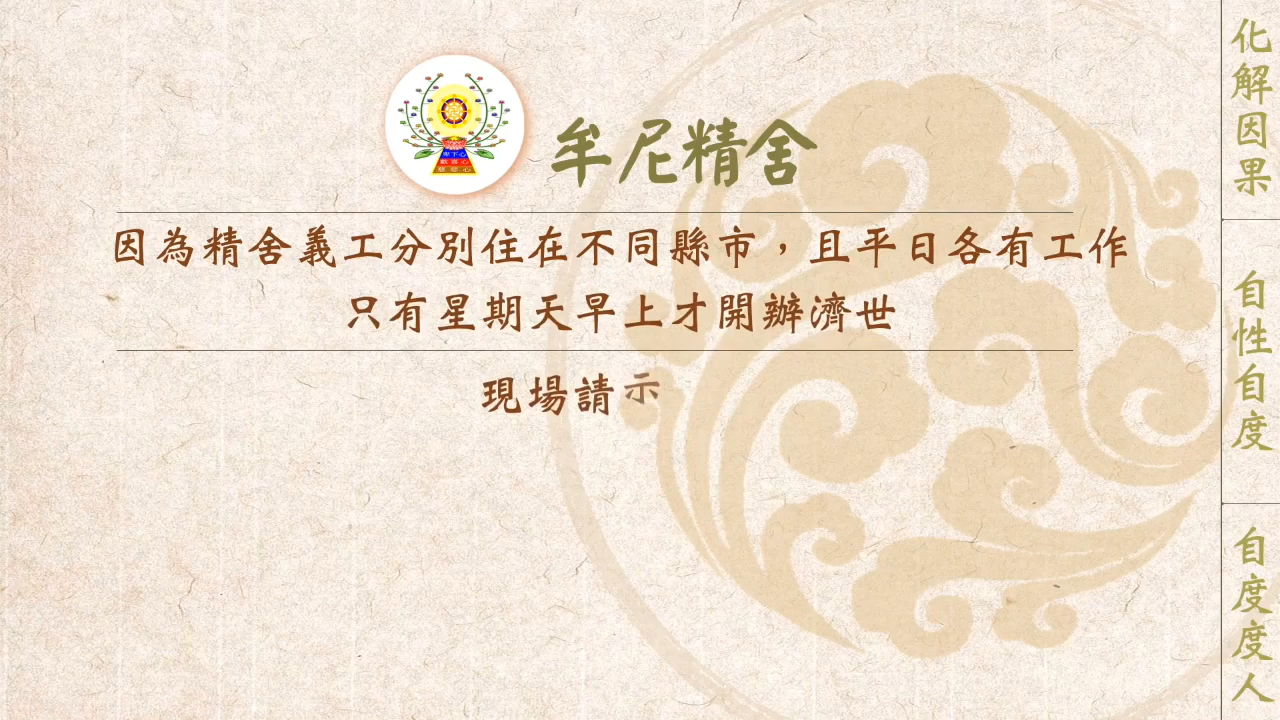 牟尼精舍
因為精舍義工分別住在不同縣市，且平日各有工作
只有星期天早上才開辦濟世
現場請示
化解因果
自性自度
自度度人